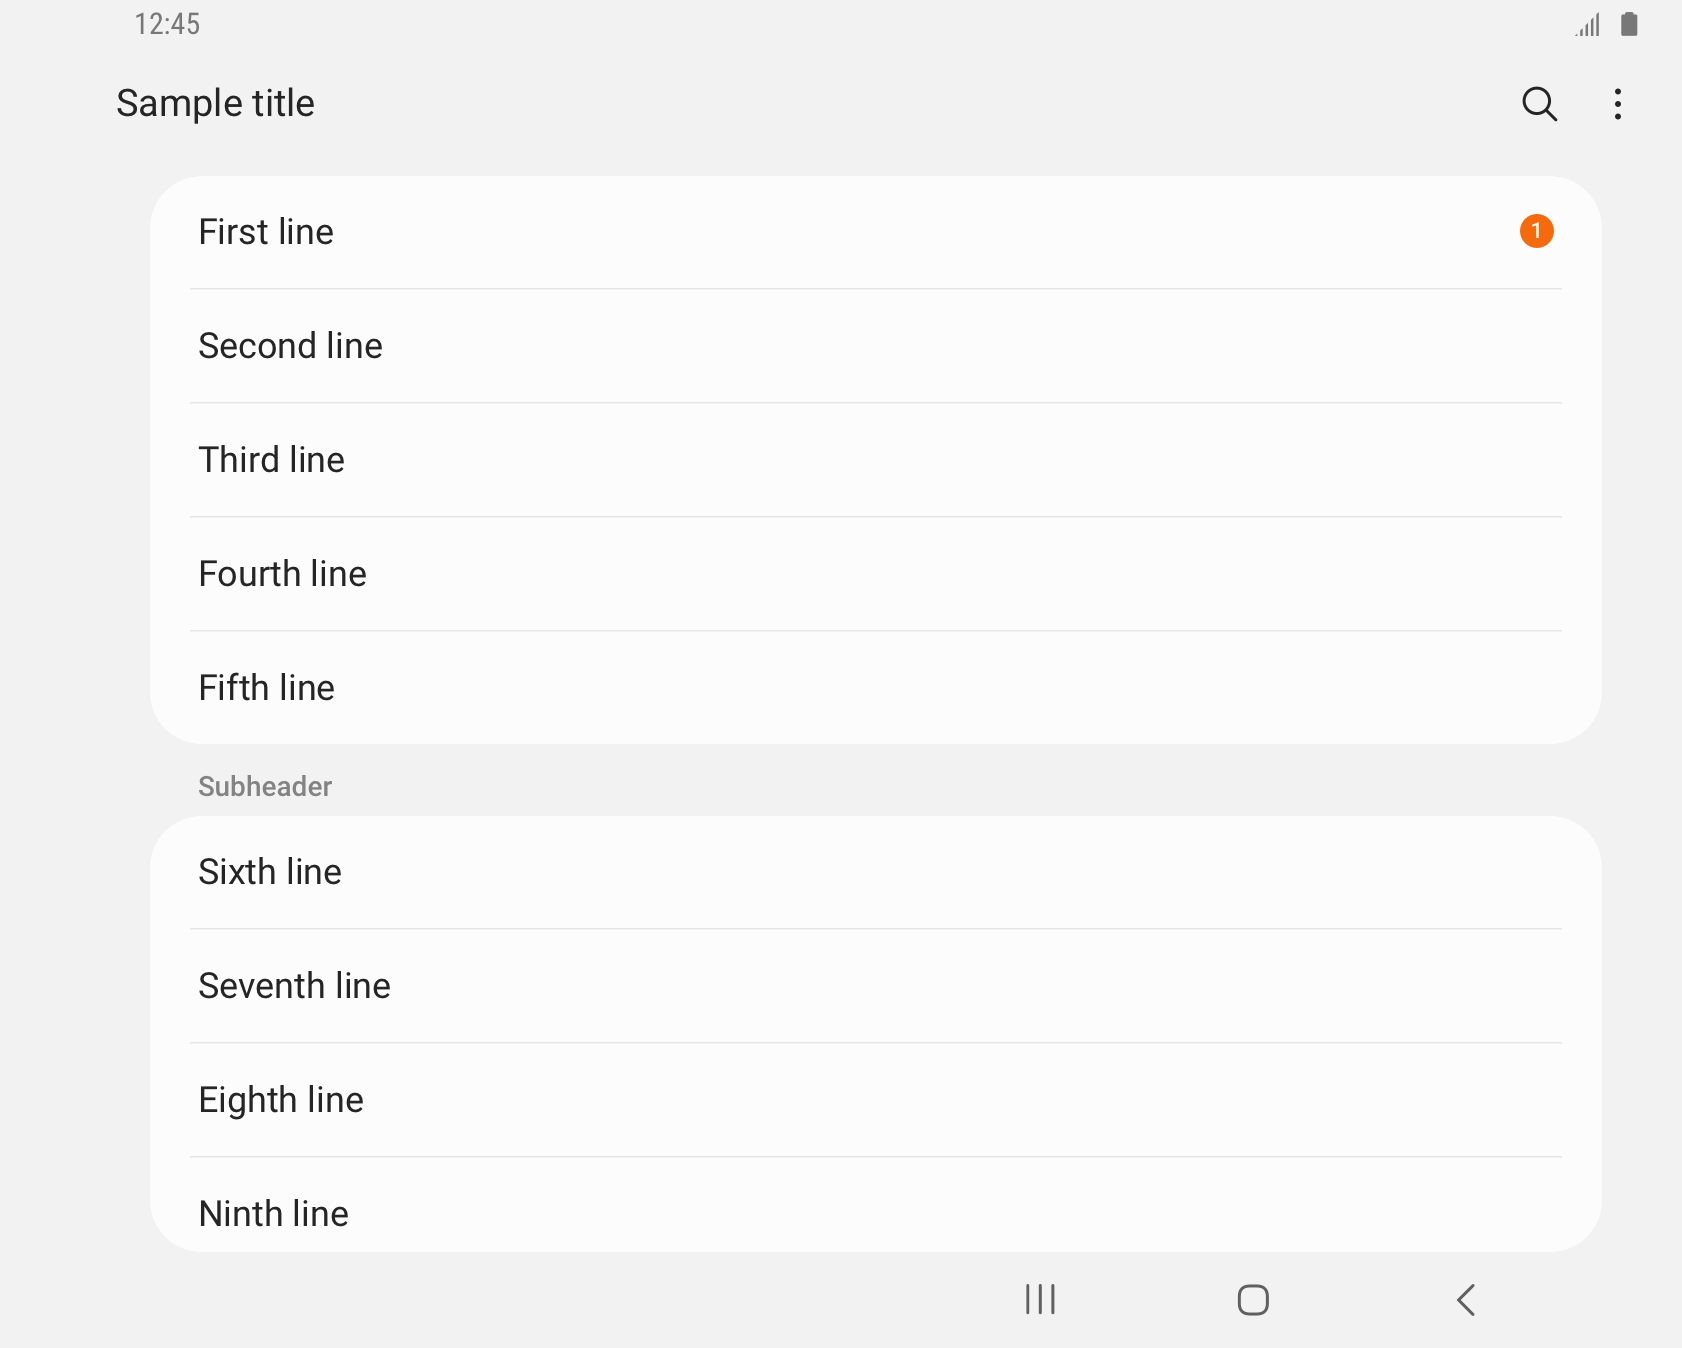 12:45
Sample title
First line
1
Second line
Third line
Fourth line
Fifth line
Subheader
Sixth line
Seventh line
Eighth line
Ninth line